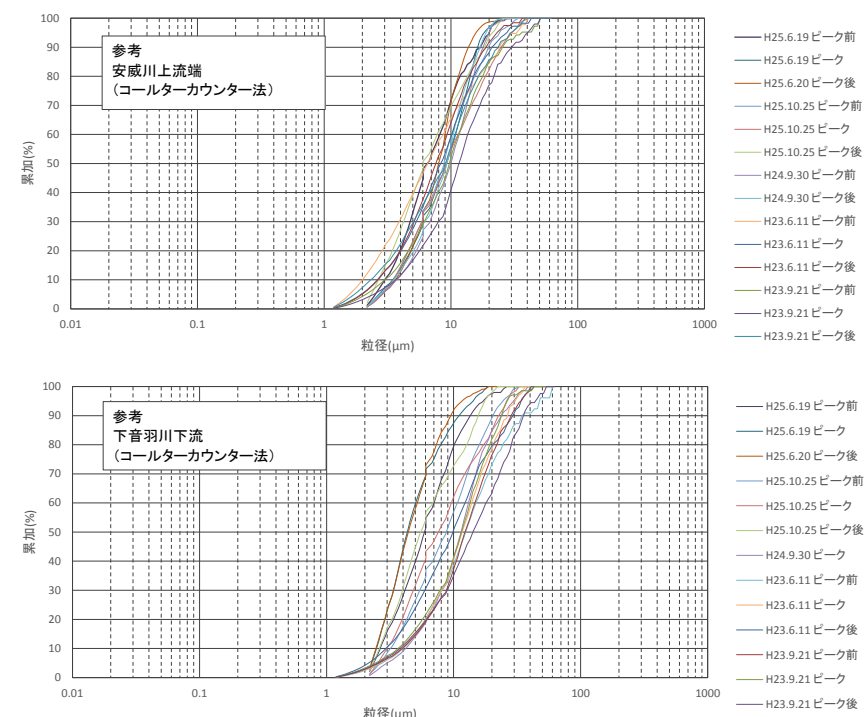 参考
安威川上流端
(コールターカウンター法)
累加(%)
100
90
80
70
60
50
40
30
20
10
0
0.01
0.1
1
10
100
1000
粒径(μm)
H25.6.19 ピーク前
H25.6.19 ピーク
H25.6.20 ピーク後
H25.10.25 ピーク前
H25.10.25 ピーク
H25.10.25 ピーク後
H24.9.30 ピーク前
H24.9.30 ピーク後
H23.6.11 ピーク前
H23.6.11 ピーク
H23.6.11 ピーク後
H23.9.21 ピーク前
H23.9.21 ピーク
H23.9.21 ピーク後
参考
下音羽川下流
(コールターカウンター法)
累加(%)
100
90
80
70
60
50
40
30
20
10
0
0.01
0.1
1
10
100
1000
粒径(μm)
H25.6.19 ピーク前
H25.6.19 ピーク
H25.6.20 ピーク後
H25.10.25 ピーク前
H25.10.25 ピーク
H25.10.25 ピーク後
H24.9.30 ピーク
H23.6.11 ピーク前
H23.6.11 ピーク
H23.6.11 ピーク後
H23.9.21 ピーク前
H23.9.21 ピーク
H23.9.21 ピーク後